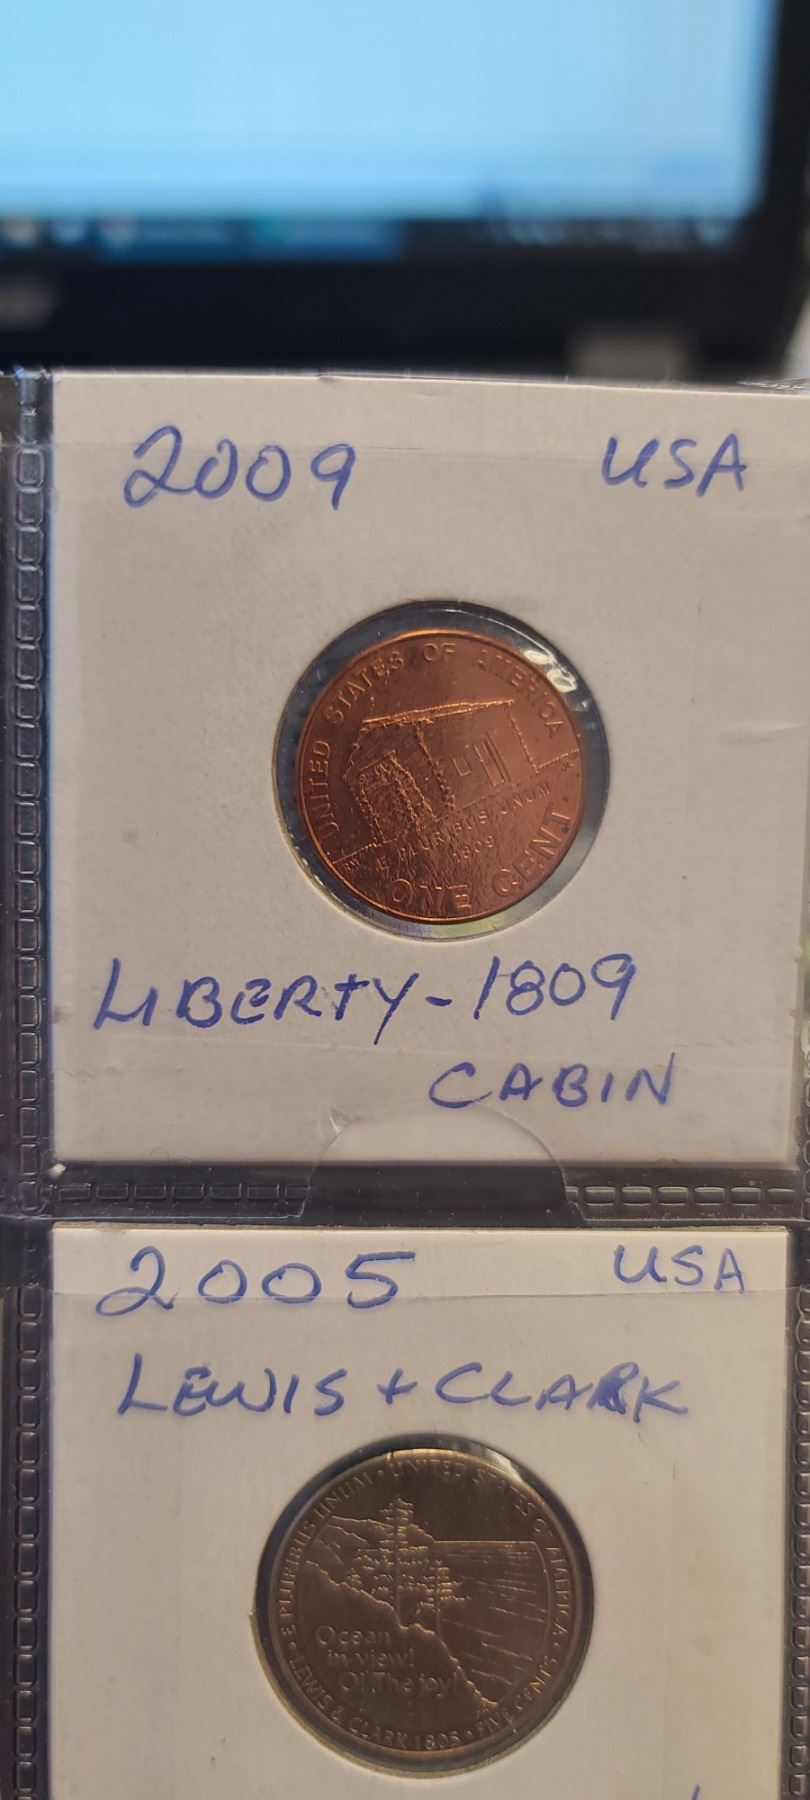 2009 USA
UNITED STATES OF AMERICA
E PLURIBUS UNUM
1809
ONE CENT
LIBERTY-1809
CABIN
2005 USA
LEWIS + CLARK
E PLURIBUS UNUM • UNITED STATES OF AMERICA •
Ocean
in view!
O! The joy!
• LEWIS & CLARK 1805 • FIVE CENTS